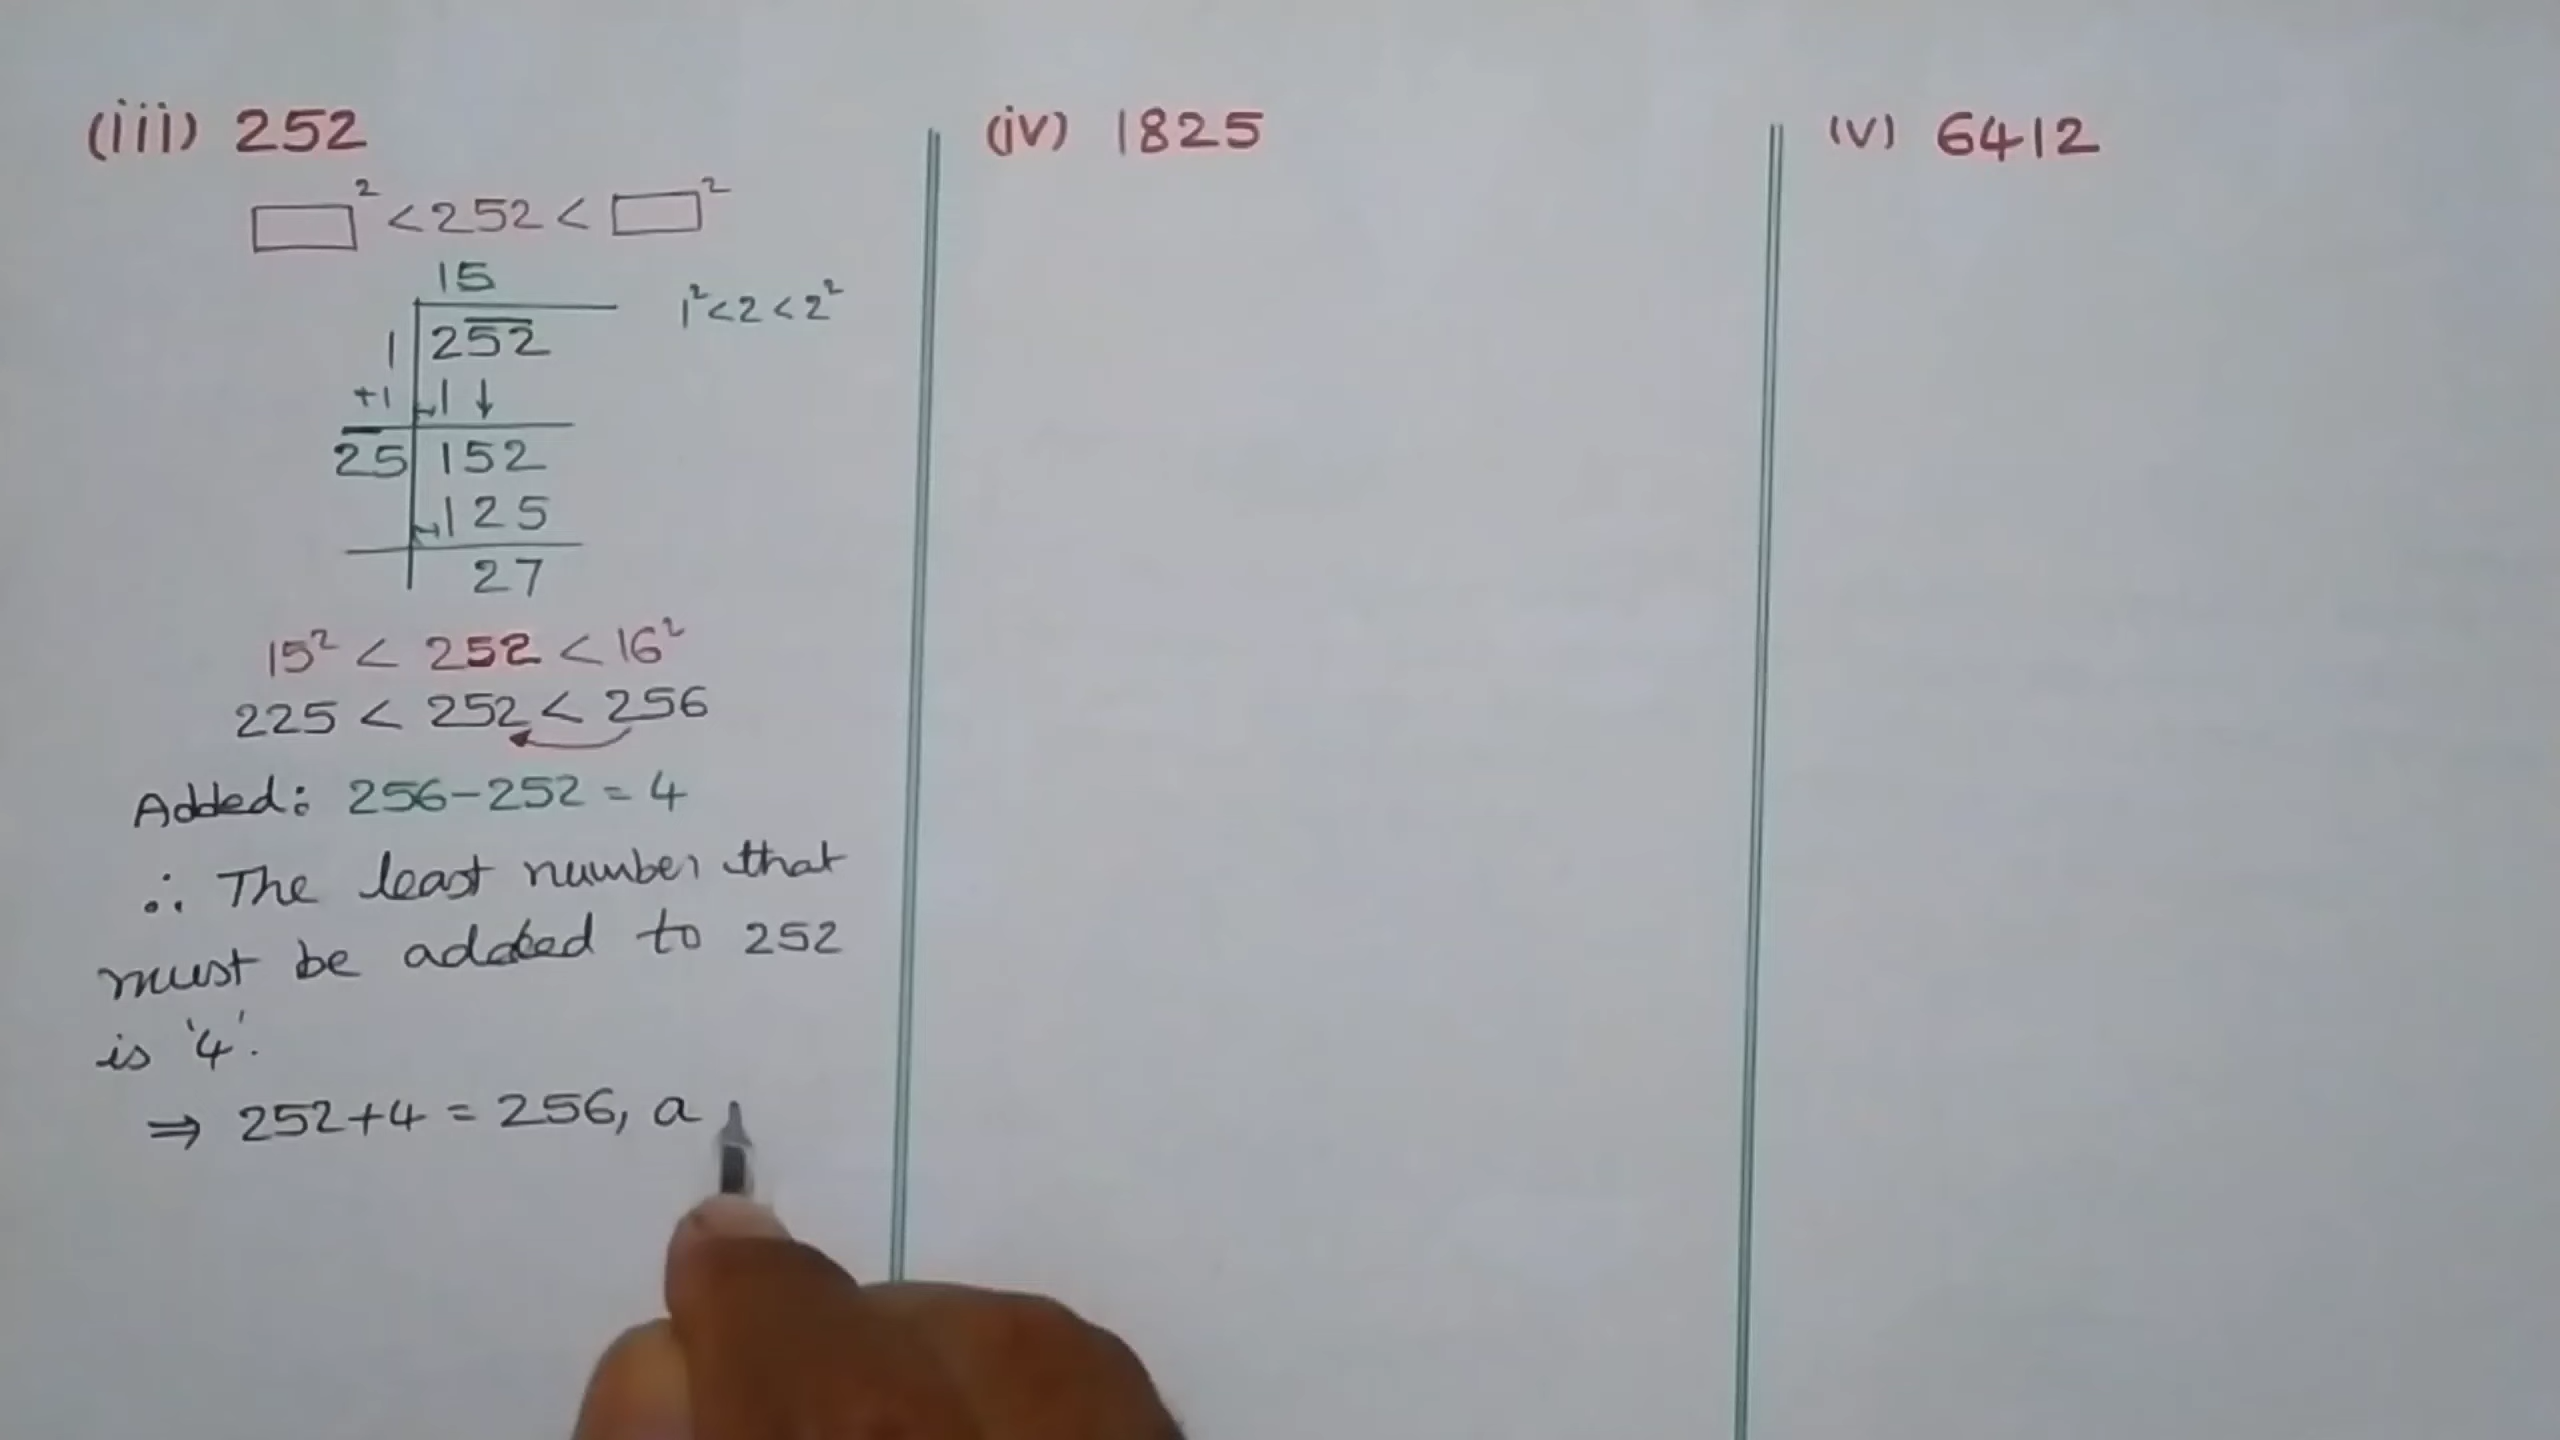 (iii) 252
□² < 252 < □²
15
1² < 2 < 2²
1 252
+1 -1 ↓
25 152
-125
27
15² < 252 < 16²
225 < 252 < 256
Added: 256-252 = 4
∴ The least number that
must be added to 252
is '4'.
⇒ 252+4 = 256, a
(iv) 1825
(v) 6412